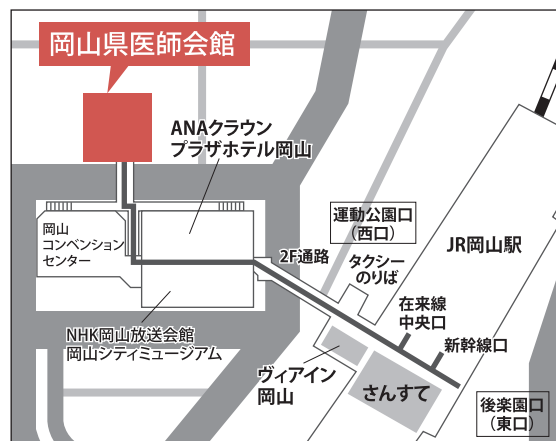 岡山県医師会館
ANAクラウン
プラザホテル岡山
岡山
コンベンション
センター
運動公園口
（西口）
2F通路
タクシー
のりば
JR岡山駅
在来線
中央口
新幹線口
NHK岡山放送会館
岡山シティミュージアム
ヴィアイン
岡山
さんすて
後楽園口
（東口）